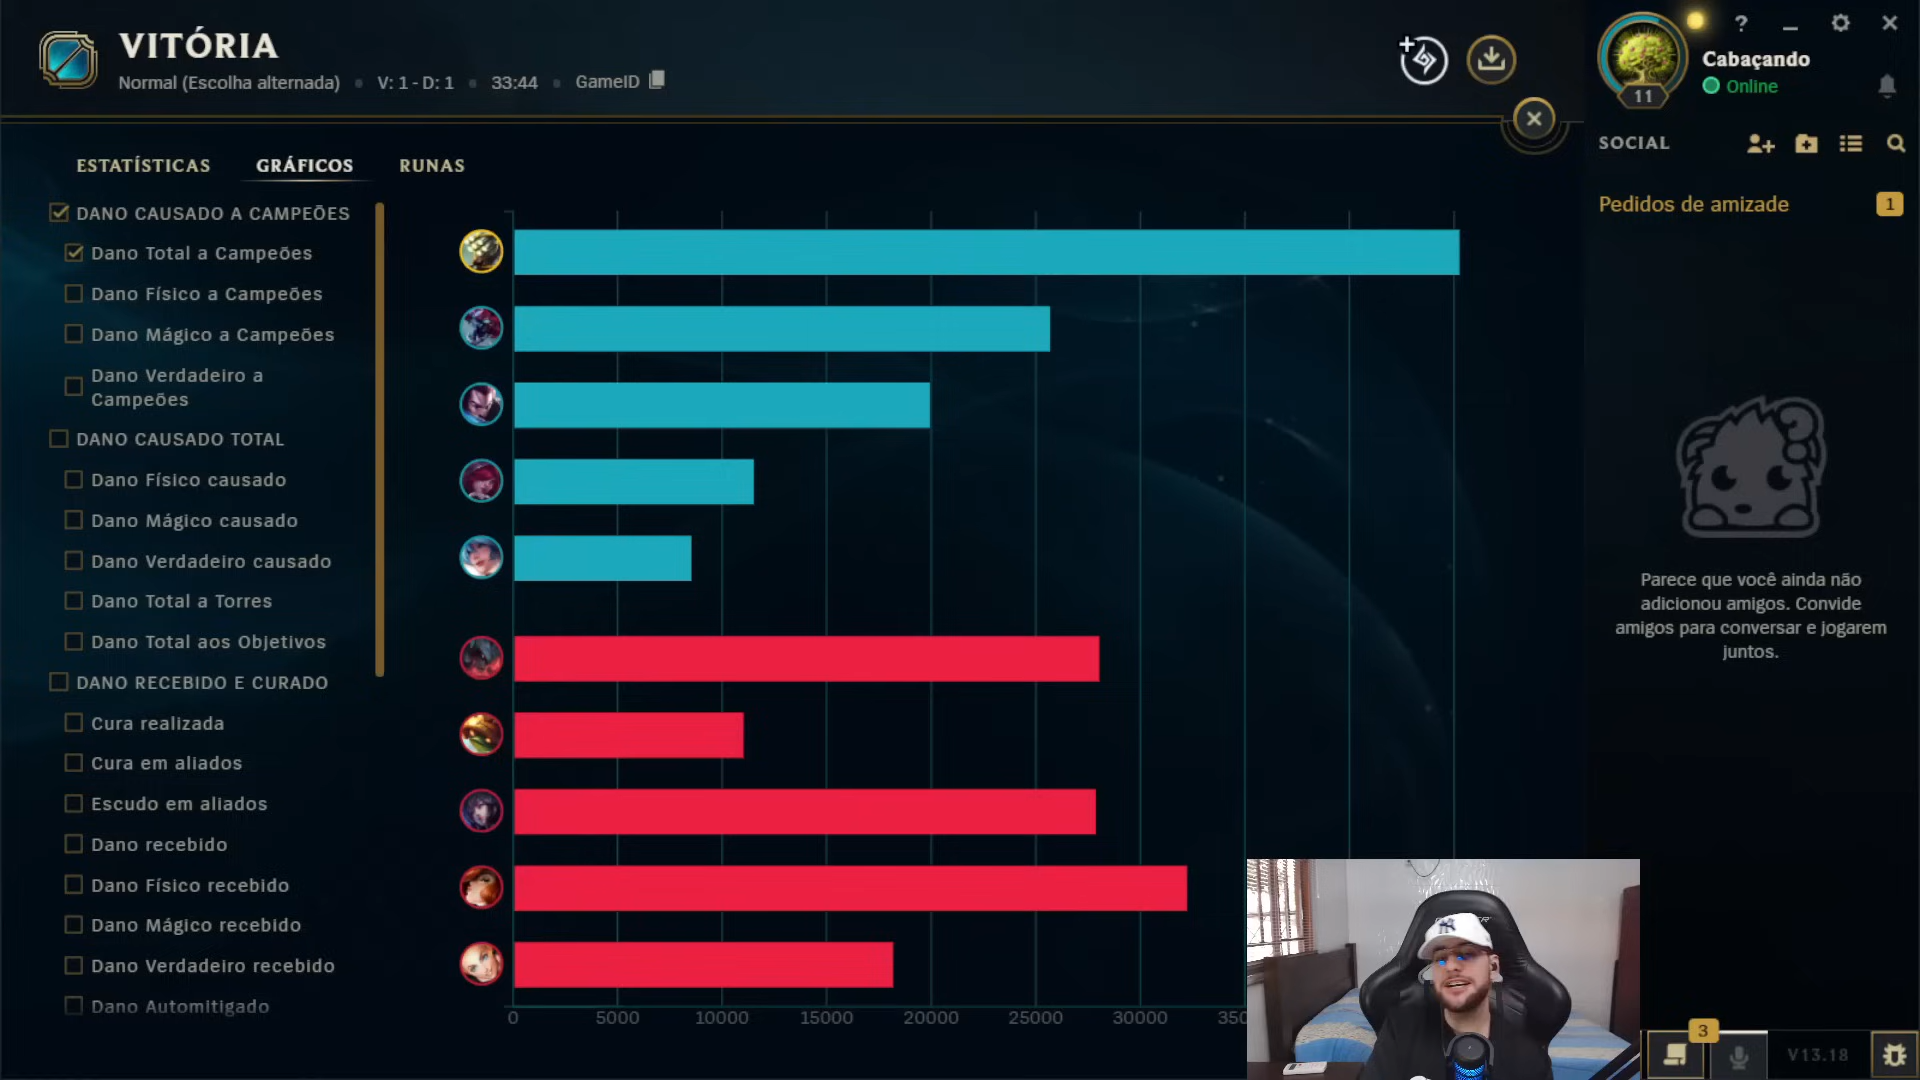 VITÓRIA
Normal (Escolha alternada) • V: 1 - D: 1 • 33:44 • GameID
ESTATÍSTICAS GRÁFICOS RUNAS
DANO CAUSADO A CAMPEÕES
Dano Total a Campeões
Dano Físico a Campeões
Dano Mágico a Campeões
Dano Verdadeiro a
Campeões
DANO CAUSADO TOTAL
Dano Físico causado
Dano Mágico causado
Dano Verdadeiro causado
Dano Total a Torres
Dano Total aos Objetivos
DANO RECEBIDO E CURADO
Cura realizada
Cura em aliados
Escudo em aliados
Dano recebido
Dano Físico recebido
Dano Mágico recebido
Dano Verdadeiro recebido
Dano Automitigado
0 5000 10000 15000 20000 25000 30000 350
?
Cabaçando
Online
11
SOCIAL
Pedidos de amizade 1
Parece que você ainda não
adicionou amigos. Convide
amigos para conversar e jogarem
juntos.
3
V13.18